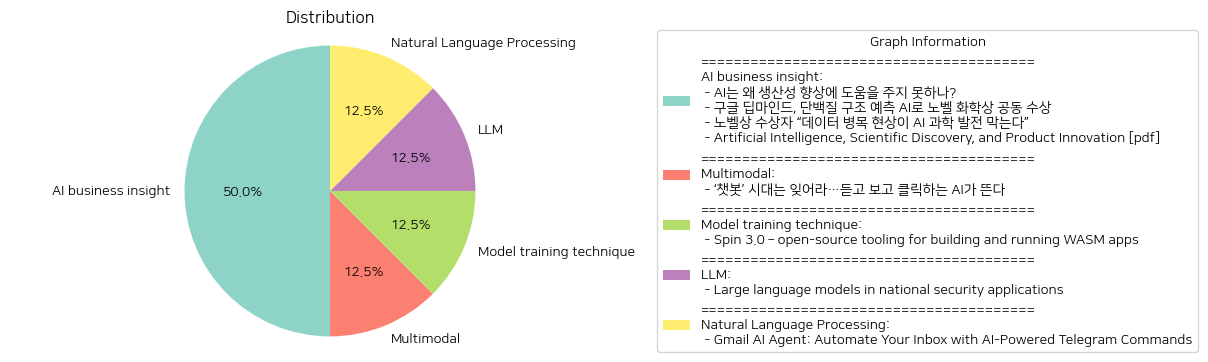 Distribution
Natural Language Processing
12.5%
LLM
12.5%
AI business insight
50.0%
12.5%
Model training technique
12.5%
Multimodal
Graph Information
========================================
AI business insight:
- AI는 왜 생산성 향상에 도움을 주지 못하나?
- 구글 딥마인드, 단백질 구조 예측 AI로 노벨 화학상 공동 수상
- 노벨상 수상자 “데이터 병목 현상이 AI 과학 발전 막는다”
- Artificial Intelligence, Scientific Discovery, and Product Innovation [pdf]
========================================
Multimodal:
- ‘챗봇’ 시대는 잊어라…듣고 보고 클릭하는 AI가 뜬다
========================================
Model training technique:
- Spin 3.0 – open-source tooling for building and running WASM apps
========================================
LLM:
- Large language models in national security applications
========================================
Natural Language Processing:
- Gmail AI Agent: Automate Your Inbox with AI-Powered Telegram Commands